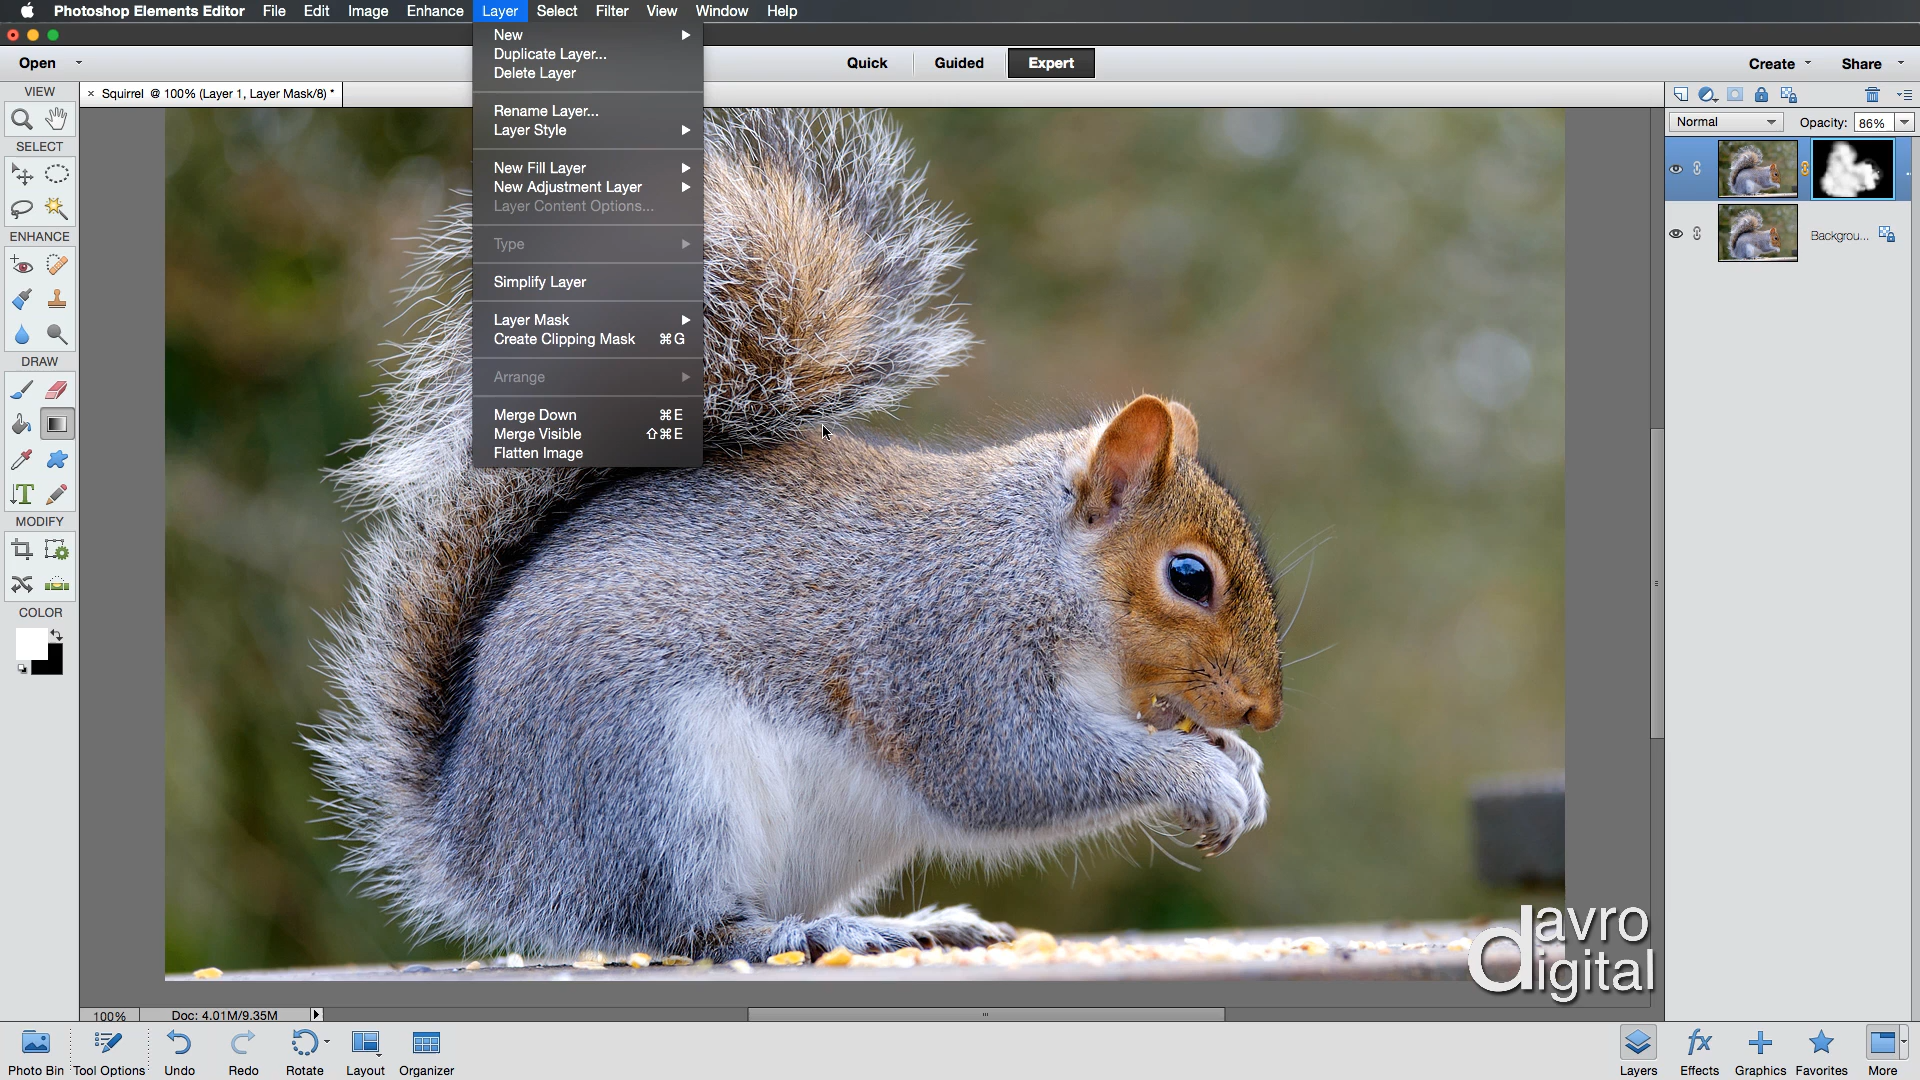 Photoshop Elements Editor File Edit Image Enhance Layer Select Filter View Window Help
Open
Quick Guided Expert
Create Share
VIEW
× Squirrel @ 100% (Layer 1, Layer Mask/8) *
SELECT
ENHANCE
DRAW
T
MODIFY
COLOR
New
Duplicate Layer...
Delete Layer
Rename Layer...
Layer Style
New Fill Layer
New Adjustment Layer
Layer Content Options...
Type
Simplify Layer
Layer Mask
Create Clipping Mask ⌘G
Arrange
Merge Down ⌘E
Merge Visible ⇧⌘E
Flatten Image
Normal Opacity: 86%
Backgrou...
davro
digital
100% Doc: 4.01M/9.35M
Photo Bin Tool Options Undo Redo Rotate Layout Organizer
fx
Layers Effects Graphics Favorites More